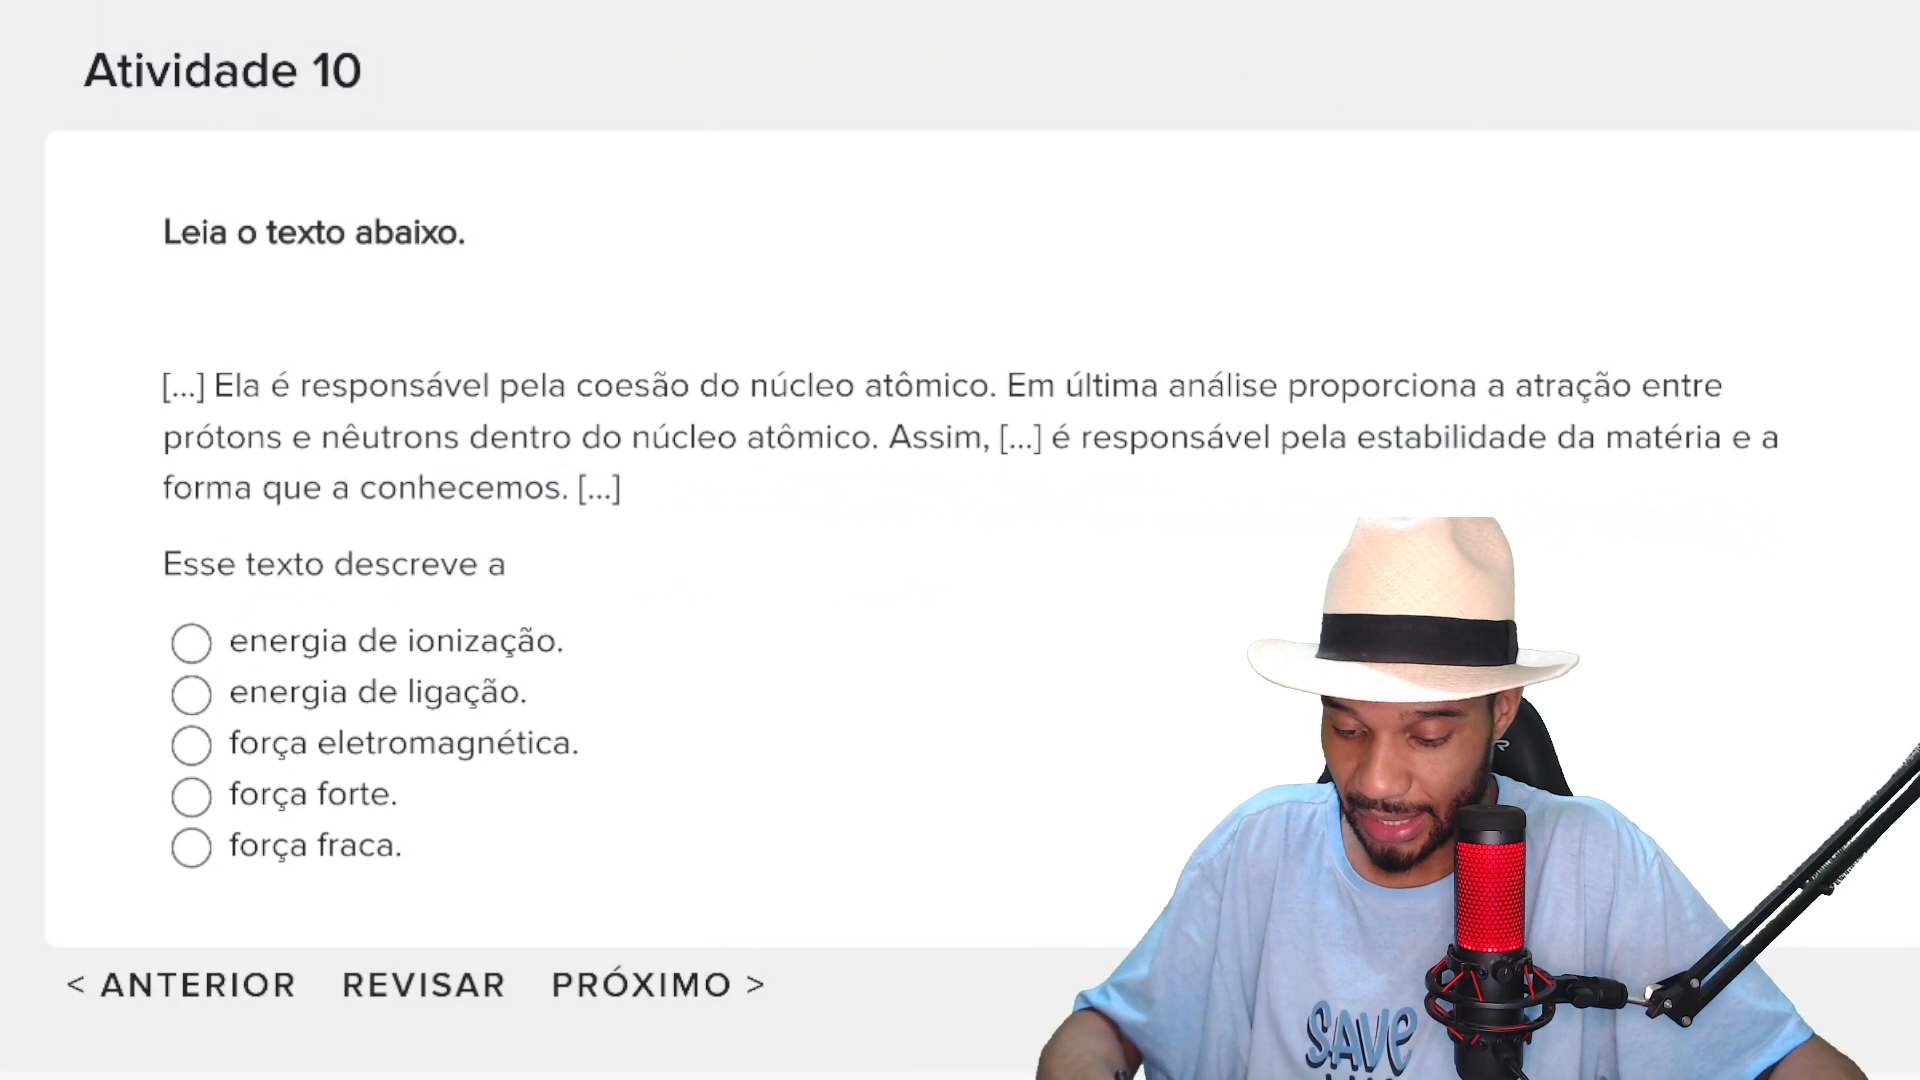 Atividade 10
Leia o texto abaixo.
[...] Ela é responsável pela coesão do núcleo atômico. Em última análise proporciona a atração entre
prótons e nêutrons dentro do núcleo atômico. Assim, [...] é responsável pela estabilidade da matéria e a
forma que a conhecemos. [...]
Esse texto descreve a
energia de ionização.
energia de ligação.
força eletromagnética.
força forte.
força fraca.
< ANTERIOR REVISAR PRÓXIMO >
SAVE